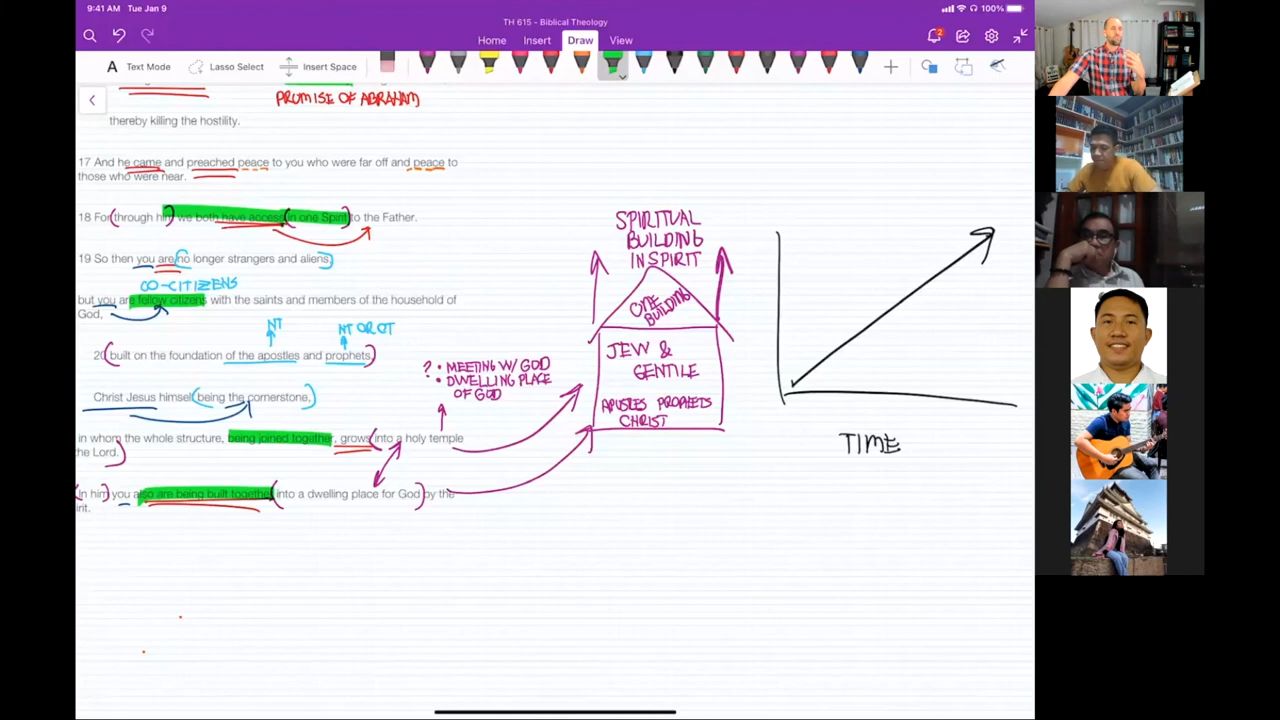 9:41 AM Tue Jan 9
100%
TH 615 - Biblical Theology
Home Insert Draw View
2
Text Mode Lasso Select Insert Space
PROMISE OF ABRAHAM
thereby killing the hostility.
17 And he came and preached peace to you who were far off and peace to
those who were near.
18 For (through him) we both have access (in one Spirit) to the Father.
19 So then you are no longer strangers and aliens,
CO-CITIZENS
but you are fellow citizens with the saints and members of the household of
God,
NT
NT OR OT
20 built on the foundation of the apostles and prophets,
Christ Jesus himself being the cornerstone,
in whom the whole structure, being joined together, grows into a holy temple
the Lord.
In him you also are being built together into a dwelling place for God by the
irit.
? • MEETING W/ GOD
• DWELLING PLACE
OF GOD
SPIRITUAL
BUILDING
IN SPIRIT
ONE
BUILDING
JEW &
GENTILE
APOSTLES PROPHETS
CHRIST
TIME